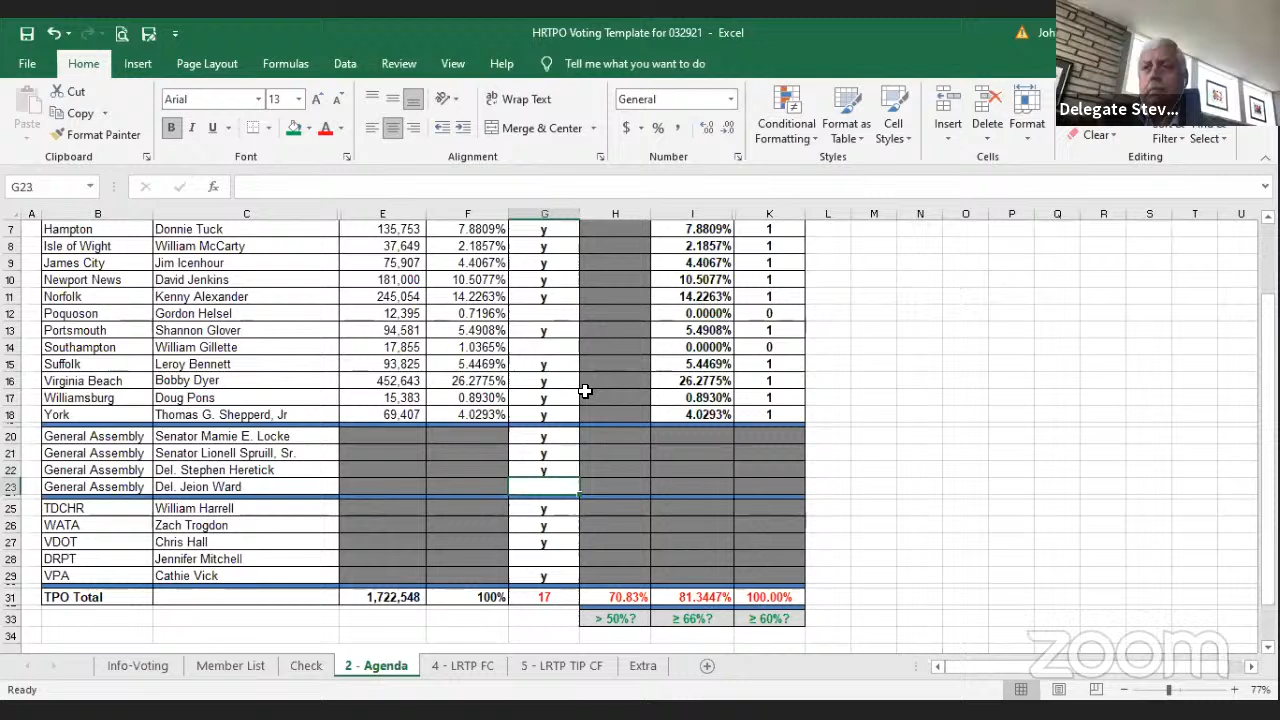 HRTPO Voting Template for 032921 - Excel
Joh
File Home Insert Page Layout Formulas Data Review View Help Tell me what you want to do
Delegate Stev...
Cut
Copy
Paste
Format Painter
Arial 13
B I U
Wrap Text
Merge & Center
General
$ % ,
Conditional Formatting
Format as Table
Cell Styles
Insert Delete Format
Clear
Filter
Select
Clipboard Font Alignment Number Styles Cells Editing
G23 fx
A B C E F G H I K L M N O P Q R S T U
7 Hampton Donnie Tuck 135,753 7.8809% y 7.8809% 1
8 Isle of Wight William McCarty 37,649 2.1857% y 2.1857% 1
9 James City Jim Icenhour 75,907 4.4067% y 4.4067% 1
10 Newport News David Jenkins 181,000 10.5077% y 10.5077% 1
11 Norfolk Kenny Alexander 245,054 14.2263% y 14.2263% 1
12 Poquoson Gordon Helsel 12,395 0.7196% 0.0000% 0
13 Portsmouth Shannon Glover 94,581 5.4908% y 5.4908% 1
14 Southampton William Gillette 17,855 1.0365% 0.0000% 0
15 Suffolk Leroy Bennett 93,825 5.4469% y 5.4469% 1
16 Virginia Beach Bobby Dyer 452,643 26.2775% y 26.2775% 1
17 Williamsburg Doug Pons 15,383 0.8930% y 0.8930% 1
18 York Thomas G. Shepperd, Jr 69,407 4.0293% y 4.0293% 1
20 General Assembly Senator Mamie E. Locke y
21 General Assembly Senator Lionell Spruill, Sr. y
22 General Assembly Del. Stephen Heretick y
23 General Assembly Del. Jeion Ward
25 TDCHR William Harrell y
26 WATA Zach Trogdon y
27 VDOT Chris Hall y
28 DRPT Jennifer Mitchell
29 VPA Cathie Vick y
31 TPO Total 1,722,548 100% 17 70.83% 81.3447% 100.00%
33 > 50%? ≥ 66%? ≥ 60%?
34
Info-Voting Member List Check 2 - Agenda 4 - LRTP FC 5 - LRTP TIP CF Extra
Ready 77%
zoom